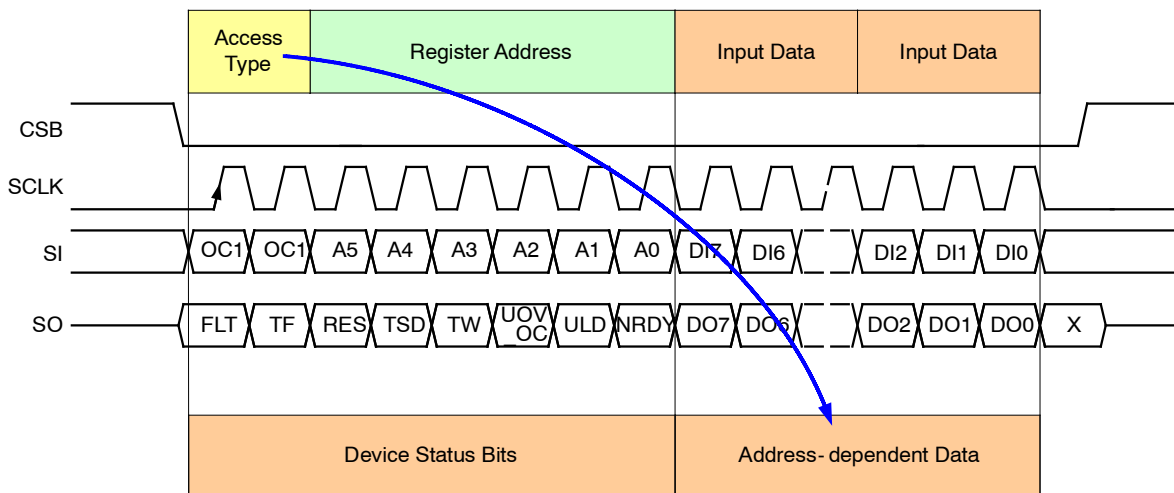 Access
Type
Register Address
Input Data
Input Data
CSB
SCLK
SI
OC1
OC1
A5
A4
A3
A2
A1
A0
DI7
DI6
DI2
DI1
DI0
SO
FLT
TF
RES
TSD
TW
UOV
_OC
ULD
NRDY
DO7
DO6
DO2
DO1
DO0
X
Device Status Bits
Address- dependent Data